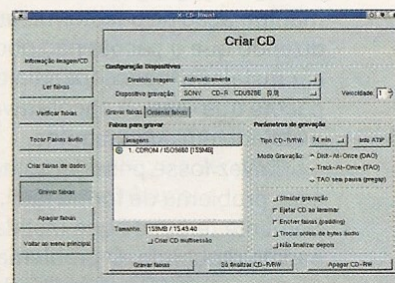 X-CD-Roast
Criar CD
Informação Imagem/CD
Ler faixas
Verificar faixas
Tocar Faixas áudio
Criar faixas de dados
Gravar faixas
Apagar faixas
Voltar ao menu principal
Configuração Dispositivos
Diretório Imagem: Automaticamente
Dispositivo gravação: SONY CD-R CDU928E [0,0] Velocidade: 1
Gravar faixas Ordenar faixas
Faixas para gravar
Imagens
1. CDROM / ISO9660 [159MB]
Tamanho: 159MB / 15:43:40
Criar CD multisessão
Parâmetros de gravação
Tipo CD-R/RW: 74 min Info ATIP
Modo Gravação: Disk-At-Once (DAO)
Track-At-Once (TAO)
TAO sem pausa (pregap)
Simular gravação
Ejetar CD ao terminar
Encher faixas (padding)
Trocar ordem de bytes áudio
Não finalizar depois
Gravar faixas
Só finalizar CD-R/RW
Apagar CD-RW